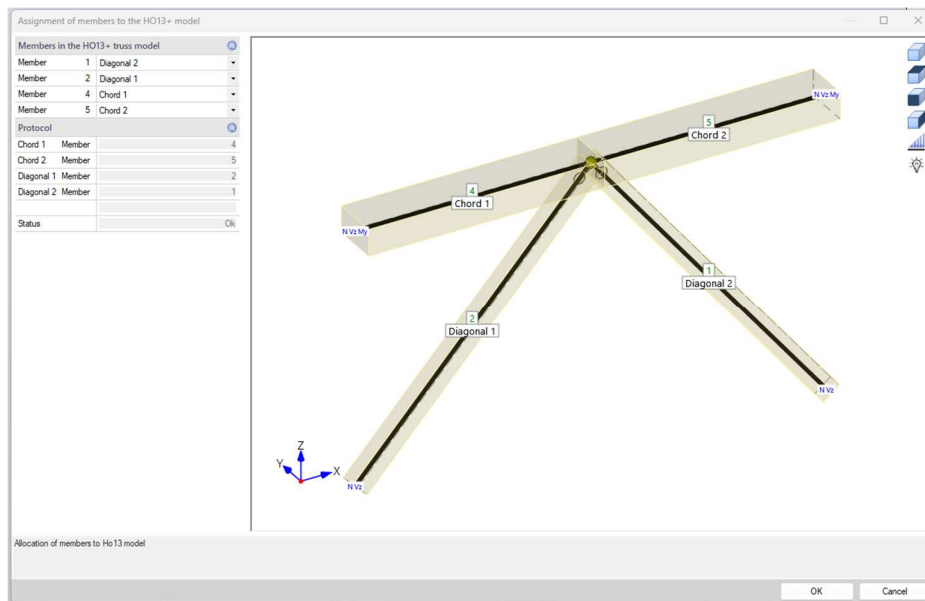 Assignment of members to the HO13+ model
Members in the HO13+ truss model
Member 1 Diagonal 2
Member 2 Diagonal 1
Member 4 Chord 1
Member 5 Chord 2
Protocol
Chord 1 Member 4
Chord 2 Member 5
Diagonal 1 Member 2
Diagonal 2 Member 1
Status Ok
N Vz My
5
Chord 2
4
Chord 1
N Vz My
1
Diagonal 2
2
Diagonal 1
N Vz
Z
Y
X
N Vz
Allocation of members to Ho13 model
OK Cancel